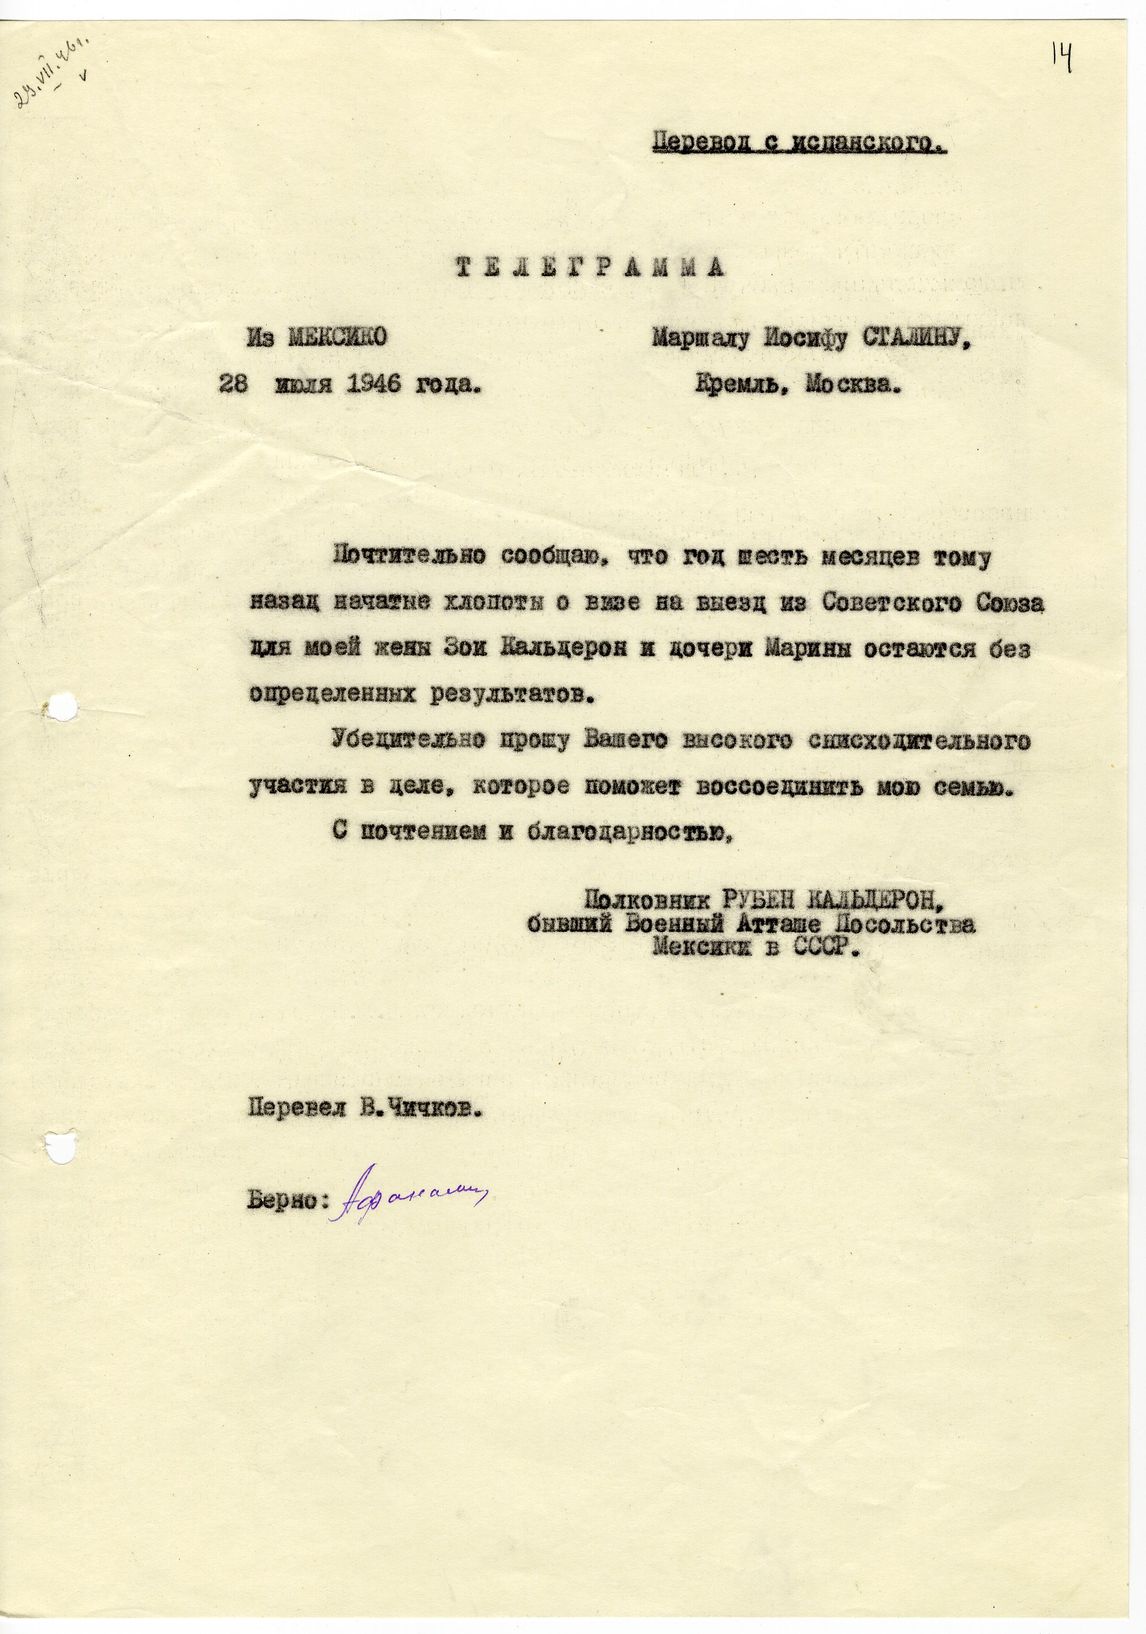 29.VII.46г.
14
Перевод с испанского.
ТЕЛЕГРАММА
Из МЕКСИКО
Маршалу Иосифу СТАЛИНУ,
28 июля 1946 года.
Кремль, Москва.
Почтительно сообщаю, что год шесть месяцев тому
назад начатые хлопоты о визе на выезд из Советского Союза
для моей жены Зои Кальдерон и дочери Марины остаются без
определенных результатов.
Убедительно прошу Вашего высокого снисходительного
участия в деле, которое поможет воссоединить мою семью.
С почтением и благодарностью,
Полковник РУБЕН КАЛЬДЕРОН,
бывший Военный Атташе Посольства
Мексики в СССР.
Перевел В.Чичков.
Верно: